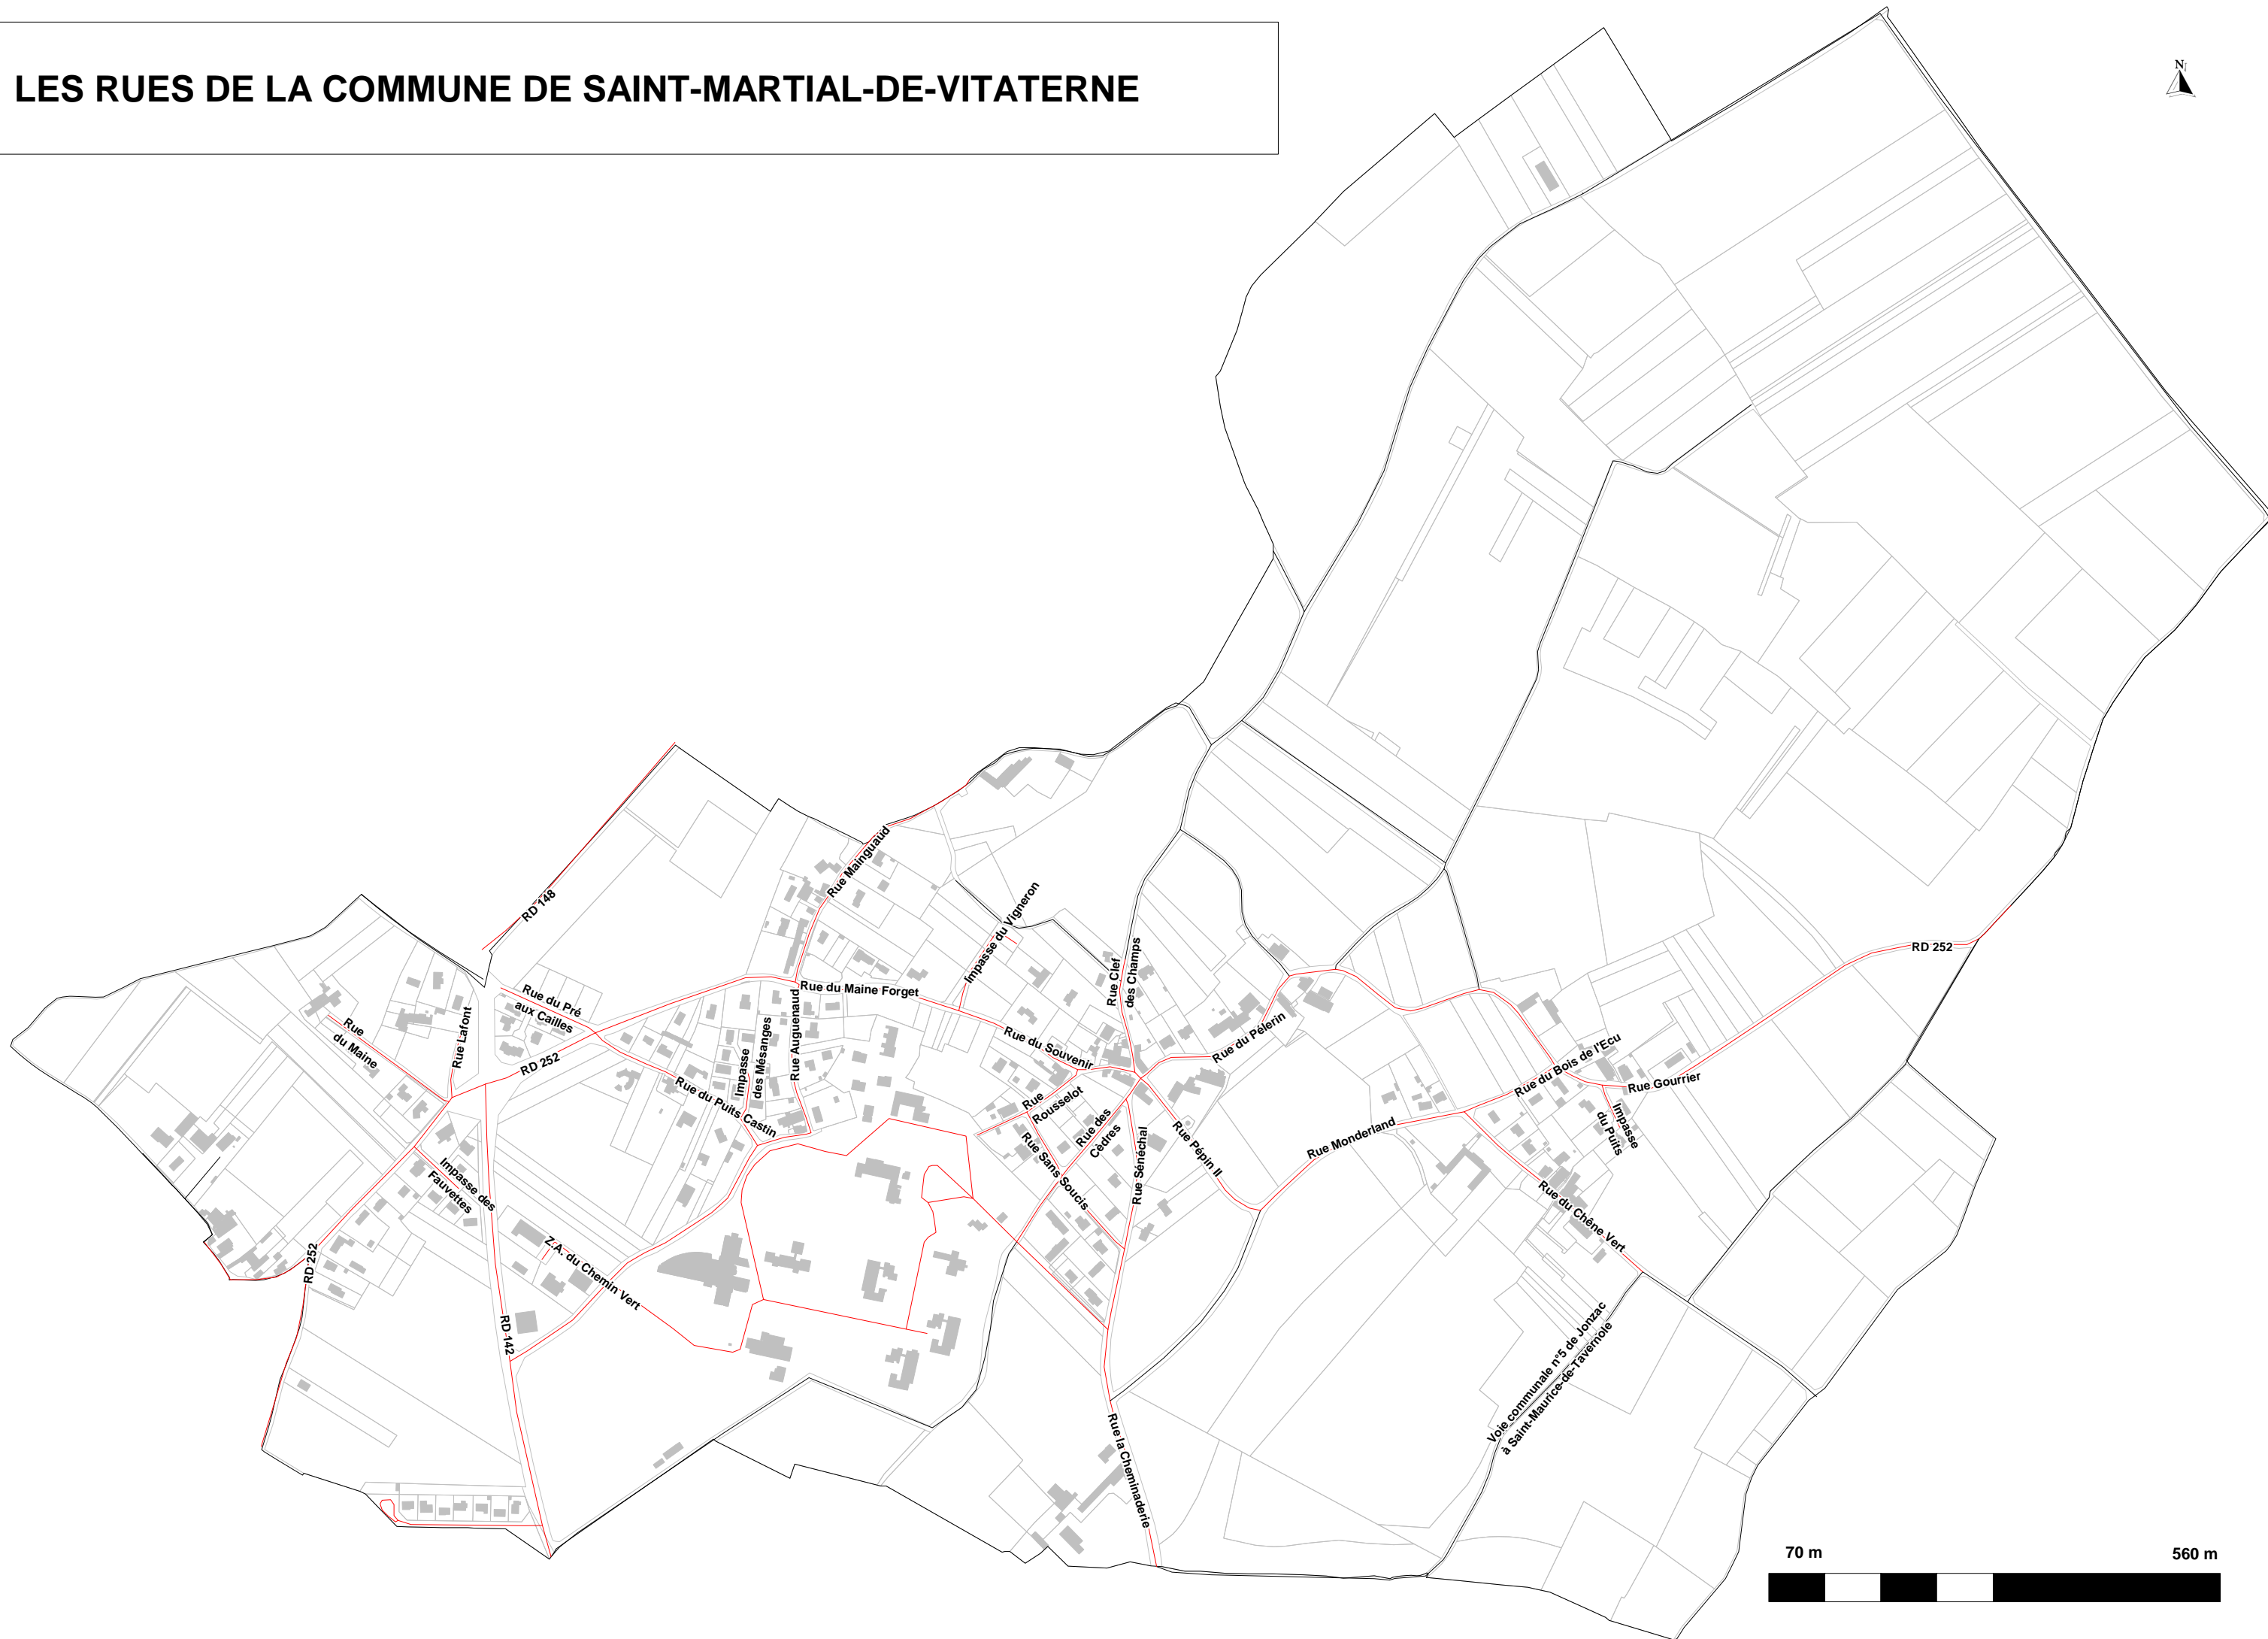 LES RUES DE LA COMMUNE DE SAINT-MARTIAL-DE-VITATERNE
N
Rue Mainguaud
RD 148
Impasse du Vigneron
Rue Clef
des Champs
RD 252
Rue du Pré
aux Cailles
Rue du Maine Forget
Rue
du Maine
Rue Lafont
RD 252
Impasse
des Mésanges
Rue Auguenaud
Rue du Souvenir
Rue du Pélerin
Rue du Bois de l'Ecu
Rue Gourrier
Rue du Puits Castin
Rue
Rousselot
Rue des
Cèdres
Rue Sans Soucis
Rue Sénéchal
Rue Pépin II
Rue Monderland
Impasse
du Puits
Impasse des
Fauvettes
Rue du Chêne Vert
RD 252
Z.A. du Chemin Vert
RD 142
Voie communale n°5 de Jonzac
à Saint-Maurice-de-Tavernole
Rue la Cheminaderie
70 m
560 m